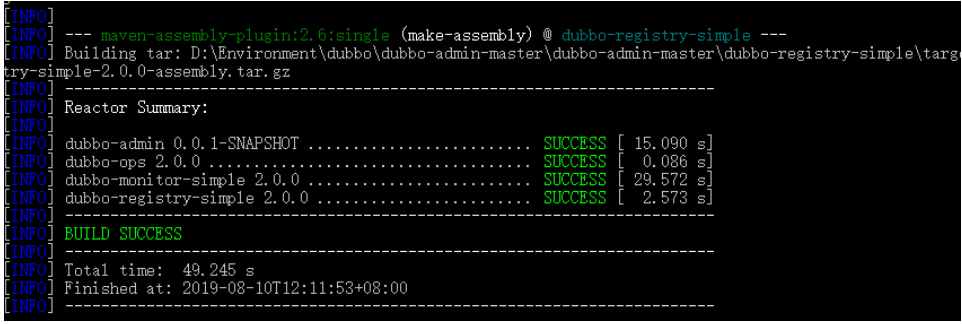 [INFO]
[INFO] --- maven-assembly-plugin:2.6:single (make-assembly) @ dubbo-registry-simple ---
[INFO] Building tar: D:\Environment\dubbo\dubbo-admin-master\dubbo-admin-master\dubbo-registry-simple\targe
try-simple-2.0.0-assembly.tar.gz
[INFO] ------------------------------------------------------------------------
[INFO] Reactor Summary:
[INFO]
[INFO] dubbo-admin 0.0.1-SNAPSHOT ......................... SUCCESS [ 15.090 s]
[INFO] dubbo-ops 2.0.0 .................................... SUCCESS [  0.086 s]
[INFO] dubbo-monitor-simple 2.0.0 ......................... SUCCESS [ 29.572 s]
[INFO] dubbo-registry-simple 2.0.0 ........................ SUCCESS [  2.573 s]
[INFO] ------------------------------------------------------------------------
[INFO] BUILD SUCCESS
[INFO] ------------------------------------------------------------------------
[INFO] Total time:  49.245 s
[INFO] Finished at: 2019-08-10T12:11:53+08:00
[INFO] ------------------------------------------------------------------------